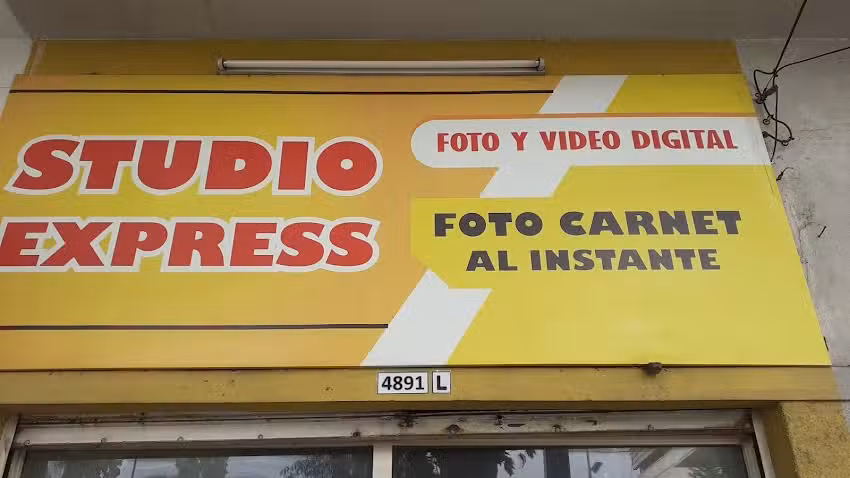 STUDIO
EXPRESS
FOTO Y VIDEO DIGITAL
FOTO CARNET
AL INSTANTE
4891 L